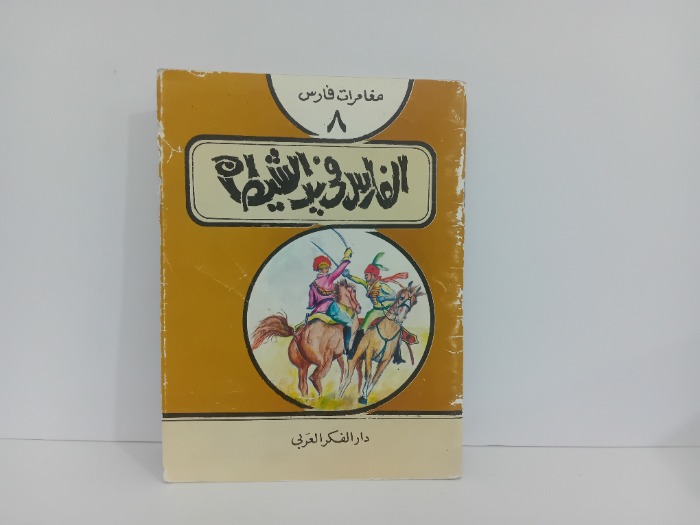 مغامرات فارس
٨
الفارس في يد الشيطان
دار الفكر العربي